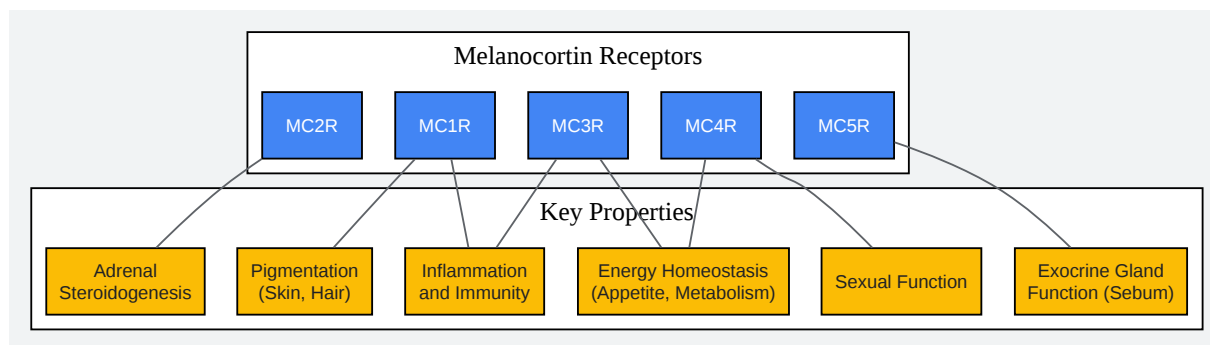 Melanocortin Receptors
MC2R
MC1R
MC3R
MC4R
MC5R
Key Properties
Adrenal
Steroidogenesis
Pigmentation
(Skin, Hair)
Inflammation
and Immunity
Energy Homeostasis
(Appetite, Metabolism)
Sexual Function
Exocrine Gland
Function (Sebum)